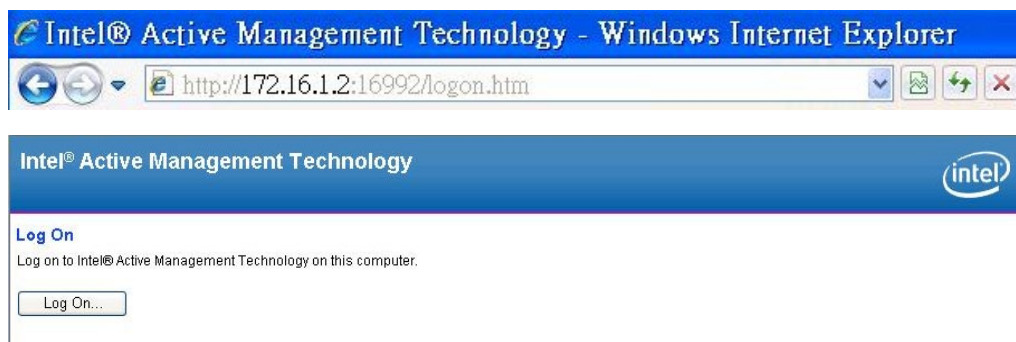 Intel® Active Management Technology - Windows Internet Explorer
http://172.16.1.2:16992/logon.htm
Intel® Active Management Technology
intel
Log On
Log on to Intel® Active Management Technology on this computer.
Log On...